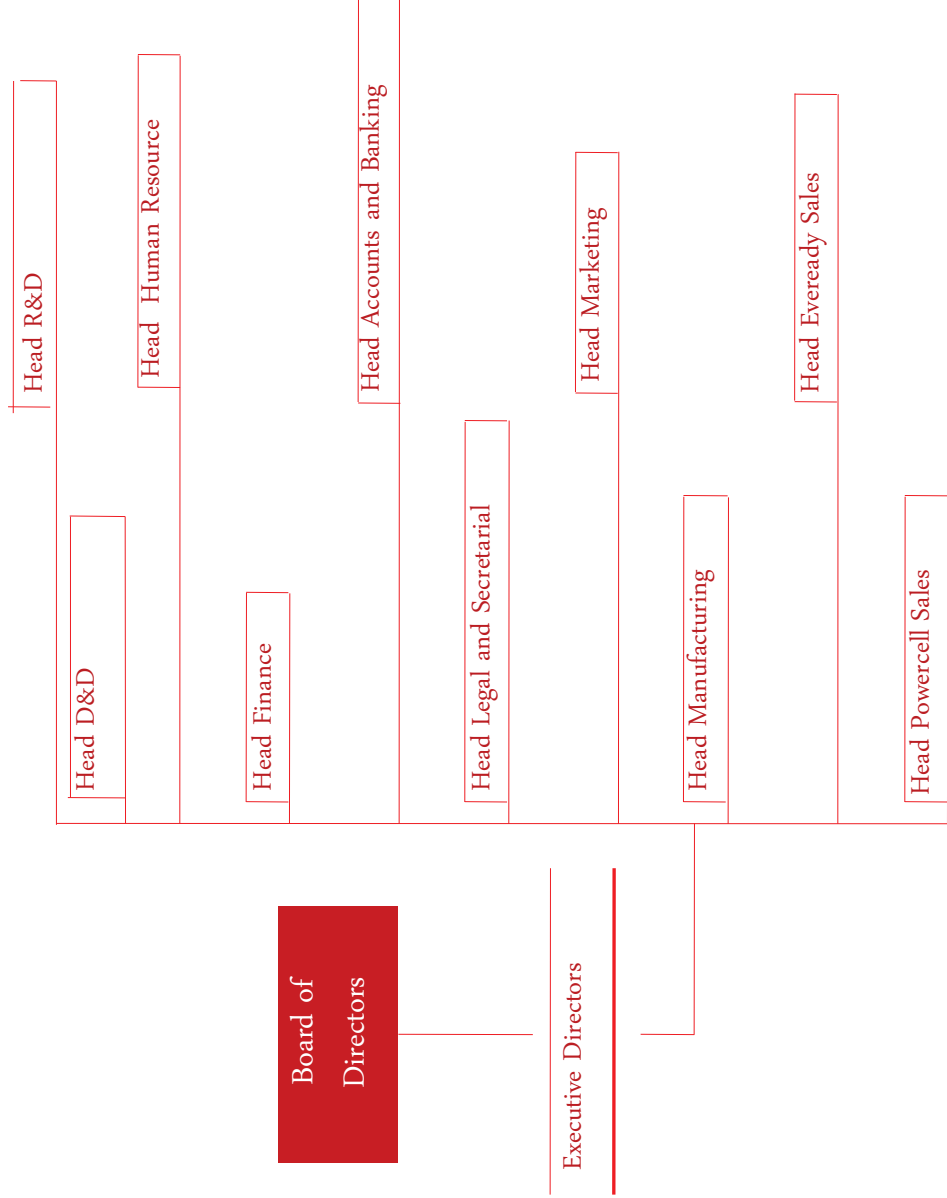 Board of
Directors
Executive Directors
Head R&D
Head D&D
Head Human Resource
Head Finance
Head Accounts and Banking
Head Legal and Secretarial
Head Marketing
Head Manufacturing
Head Eveready Sales
Head Powercell Sales